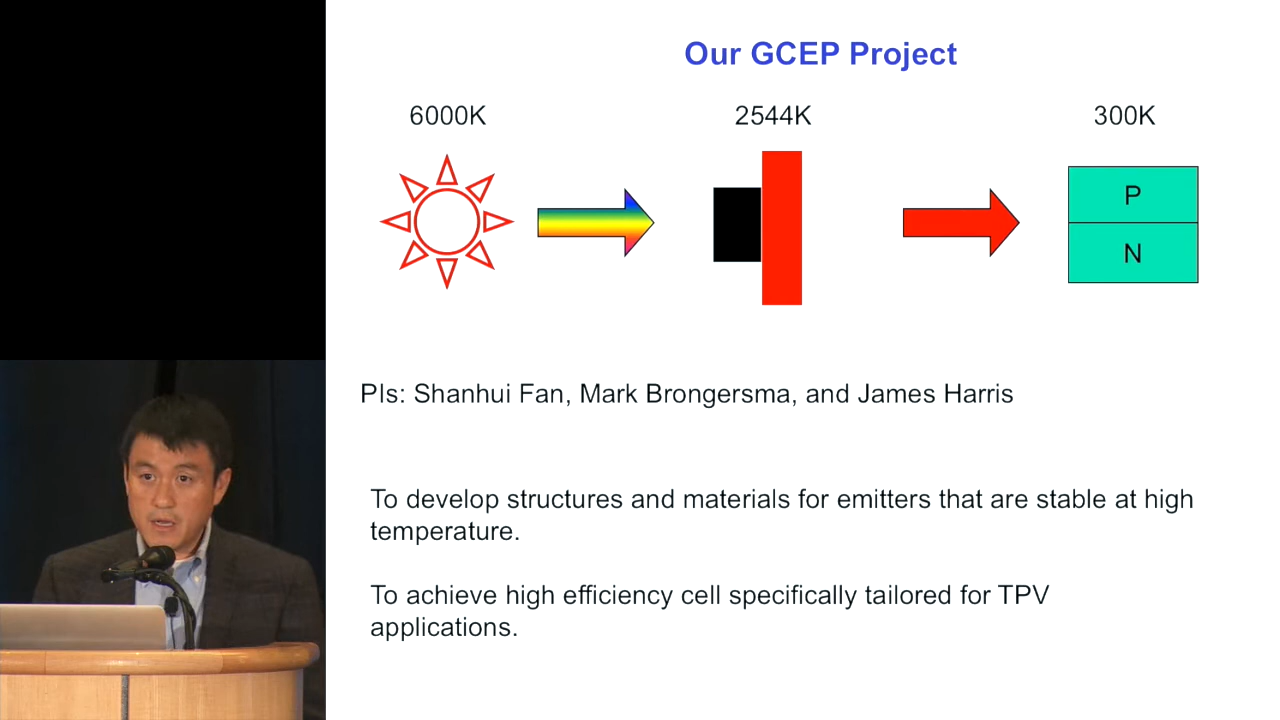 Our GCEP Project
6000K
2544K
300K
P
N
PIs: Shanhui Fan, Mark Brongersma, and James Harris
To develop structures and materials for emitters that are stable at high
temperature.
To achieve high efficiency cell specifically tailored for TPV
applications.